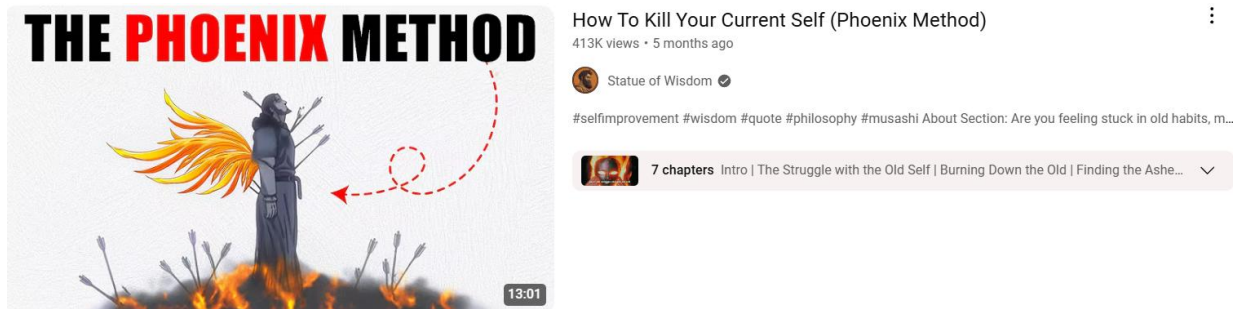 THE PHOENIX METHOD
13:01
How To Kill Your Current Self (Phoenix Method)
413K views • 5 months ago
Statue of Wisdom
#selfimprovement #wisdom #quote #philosophy #musashi About Section: Are you feeling stuck in old habits, m...
7 chapters Intro | The Struggle with the Old Self | Burning Down the Old | Finding the Ashe...